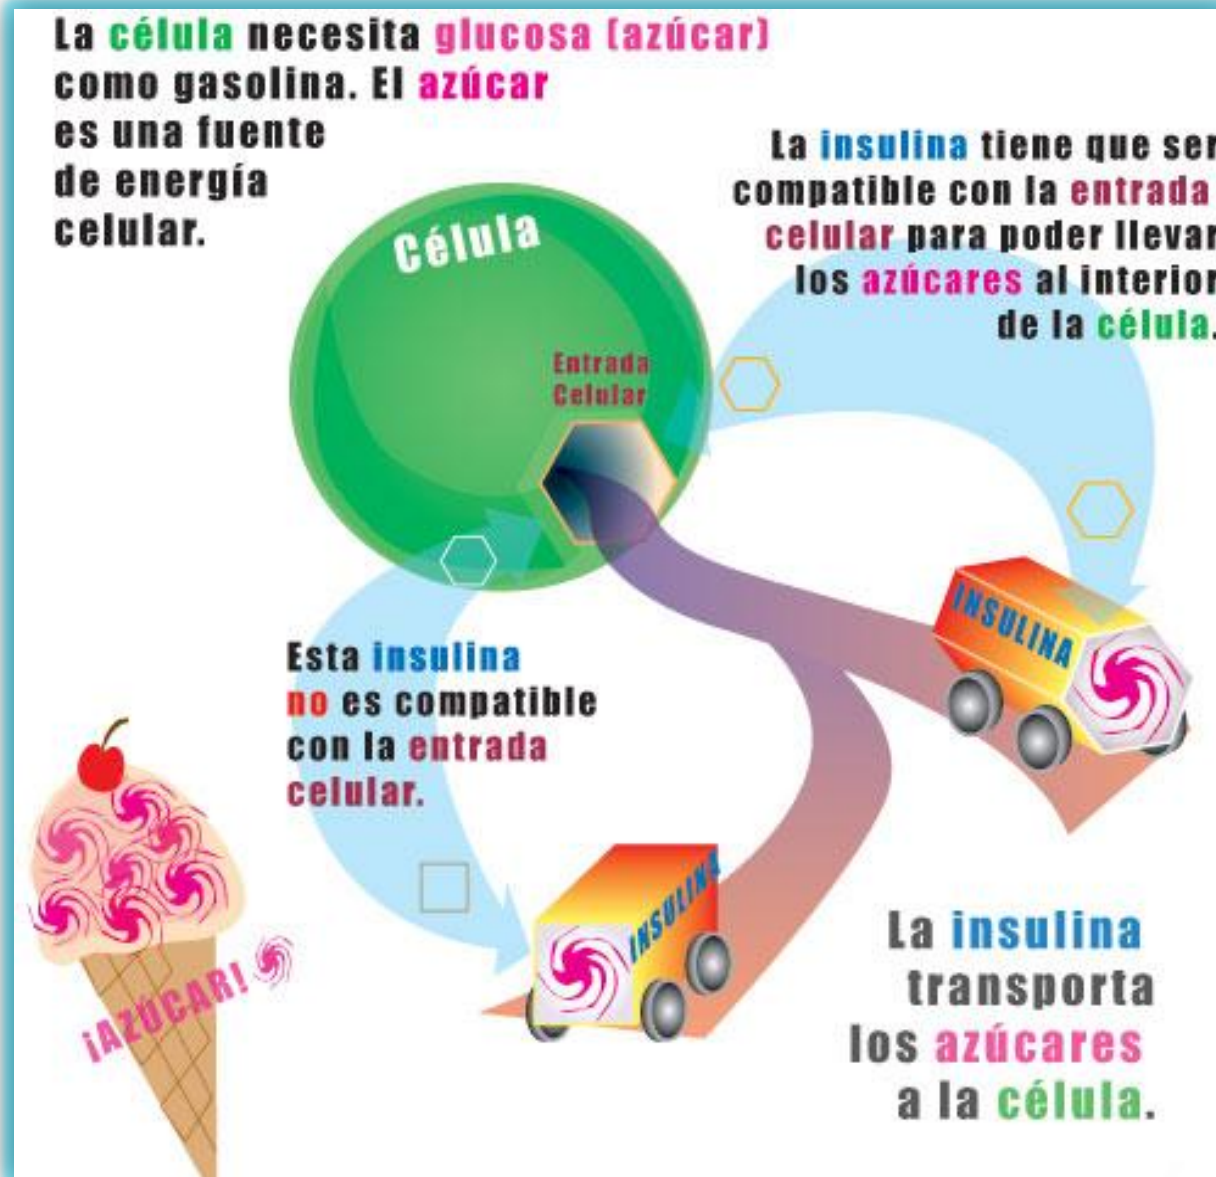 La célula necesita glucosa (azúcar)
como gasolina. El azúcar
es una fuente
de energía
celular.
La insulina tiene que ser
compatible con la entrada
celular para poder llevar
los azúcares al interior
de la célula.
Célula
Entrada
Celular
INSULINA
Esta insulina
no es compatible
con la entrada
celular.
INSULINA
¡AZÚCAR!
La insulina
transporta
los azúcares
a la célula.